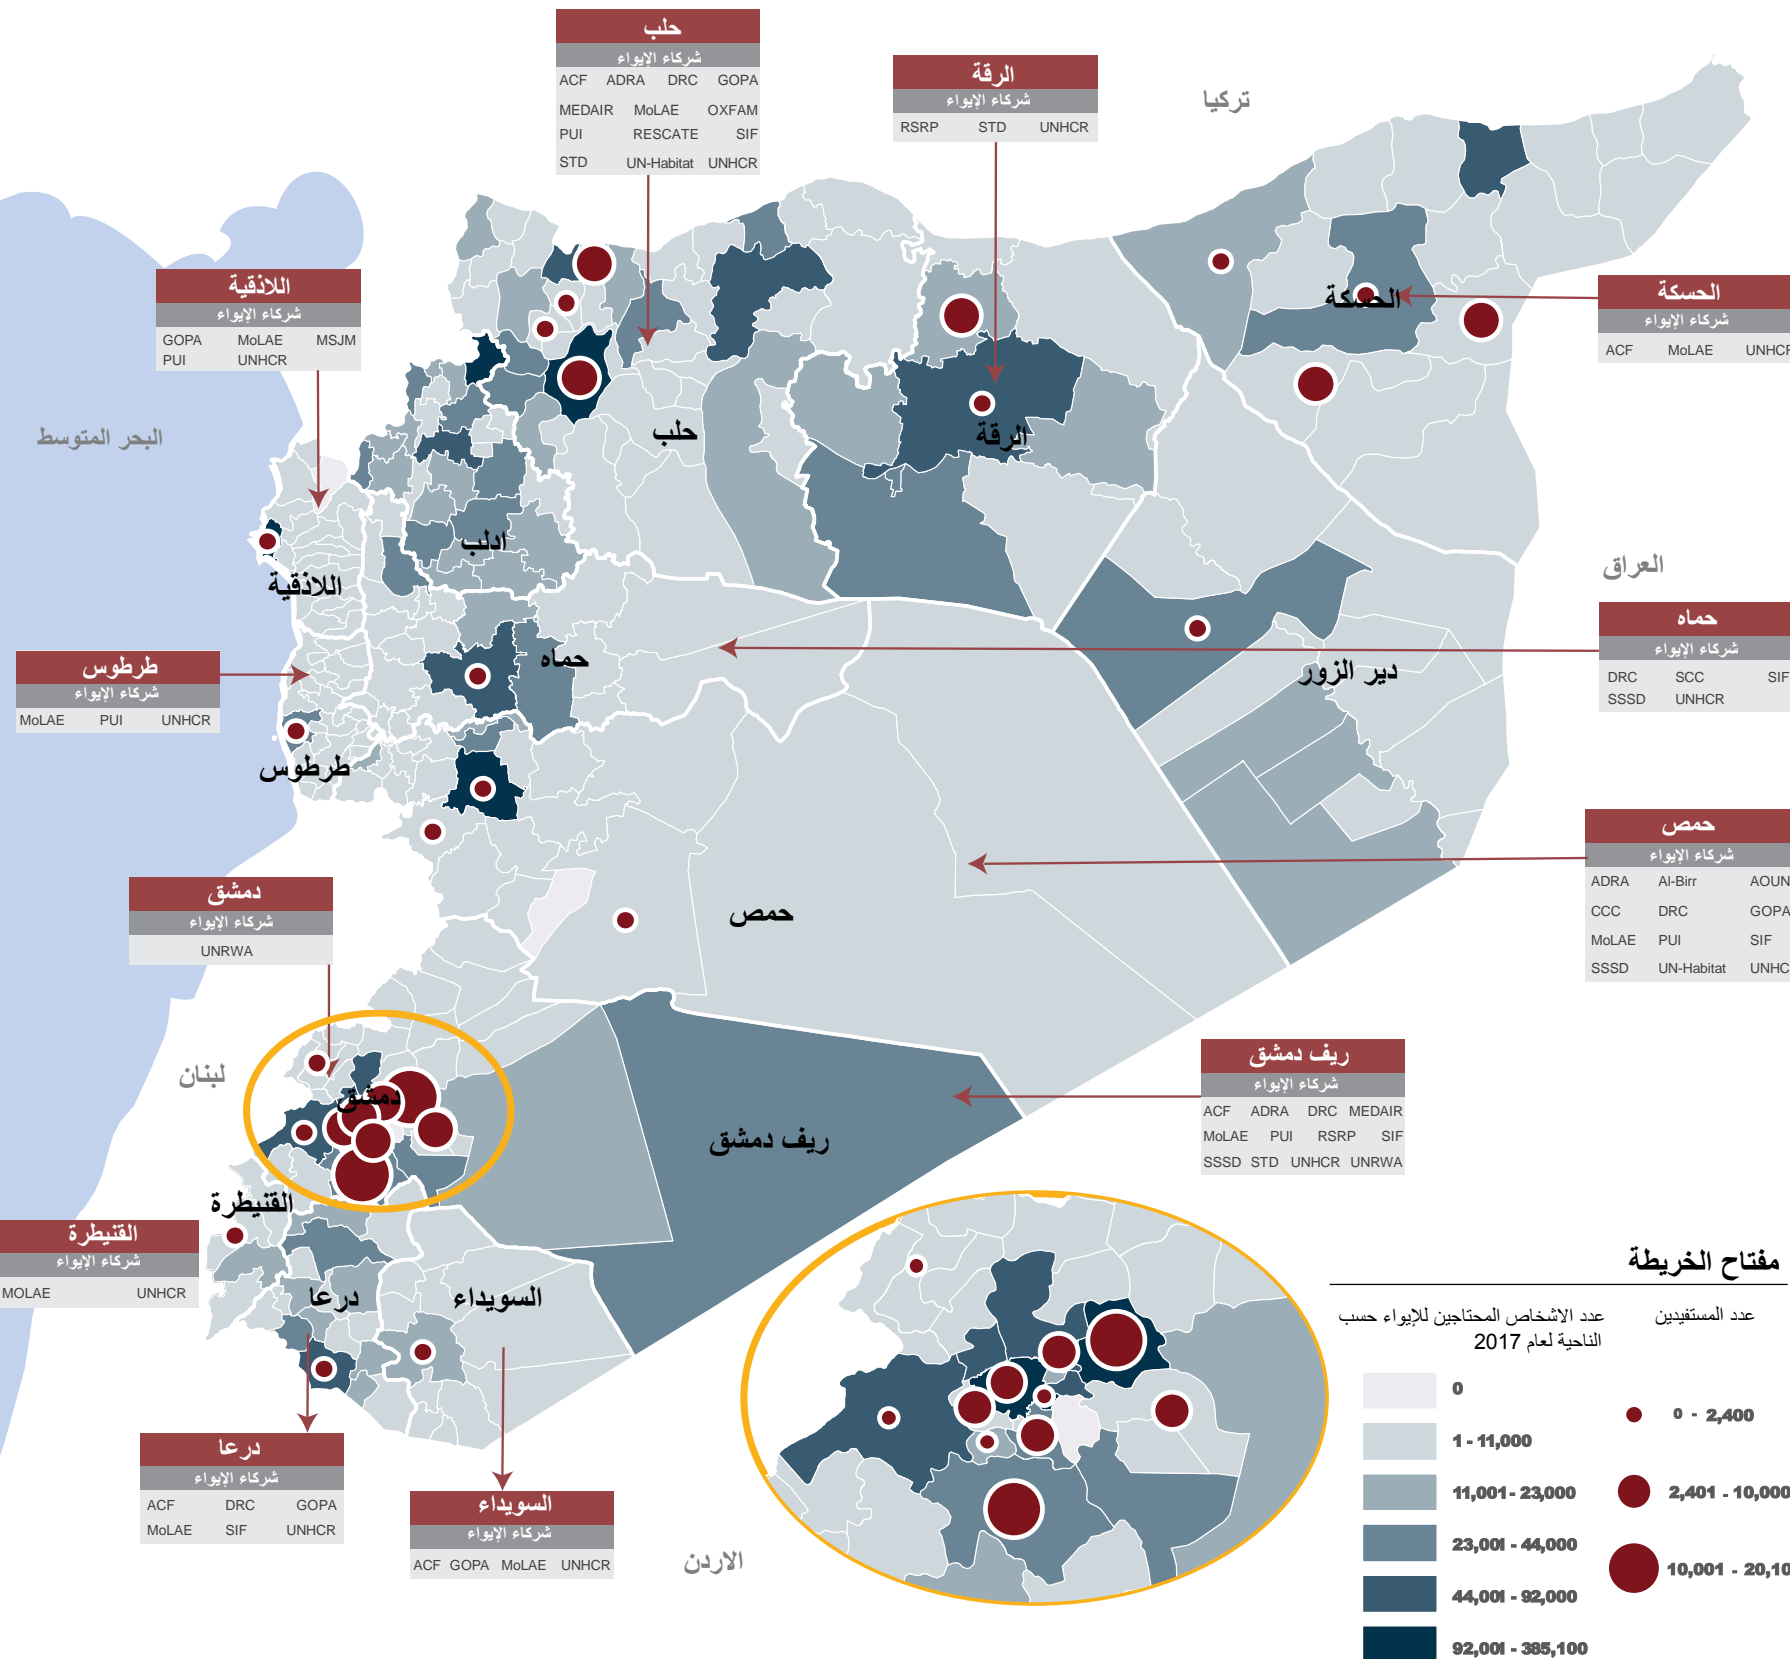 حلب
شركاء الإيواء
ACF ADRA DRC GOPA
MEDAIR MoLAE OXFAM
PUI RESCATE SIF
STD UN-Habitat UNHCR
الرقة
شركاء الإيواء
RSRP STD UNHCR
تركيا
اللاذقية
شركاء الإيواء
GOPA MoLAE MSJM
PUI UNHCR
الحسكة
شركاء الإيواء
ACF MoLAE UNHCR
الحسكة
البحر المتوسط
حلب
الرقة
ادلب
اللاذقية
العراق
حماه
شركاء الإيواء
DRC SCC SIF
SSSD UNHCR
طرطوس
شركاء الإيواء
MoLAE PUI UNHCR
حماه
دير الزور
طرطوس
حمص
شركاء الإيواء
ADRA Al-Birr AOUN
CCC DRC GOPA
MoLAE PUI SIF
SSSD UN-Habitat UNHC
دمشق
شركاء الإيواء
UNRWA
حمص
لبنان
دمشق
ريف دمشق
شركاء الإيواء
ACF ADRA DRC MEDAIR
MoLAE PUI RSRP SIF
SSSD STD UNHCR UNRWA
ريف دمشق
القنيطرة
القنيطرة
شركاء الإيواء
MOLAE UNHCR
درعا
السويداء
درعا
شركاء الإيواء
ACF DRC GOPA
MoLAE SIF UNHCR
السويداء
شركاء الإيواء
ACF GOPA MoLAE UNHCR
الاردن
مفتاح الخريطة
عدد الاشخاص المحتاجين للإيواء حسب
الناحية لعام 2017
0
1 - 11,000
11,001 - 23,000
23,001 - 44,000
44,001 - 92,000
92,001 - 385,100
عدد المستفيدين
0 - 2,400
2,401 - 10,000
10,001 - 20,10